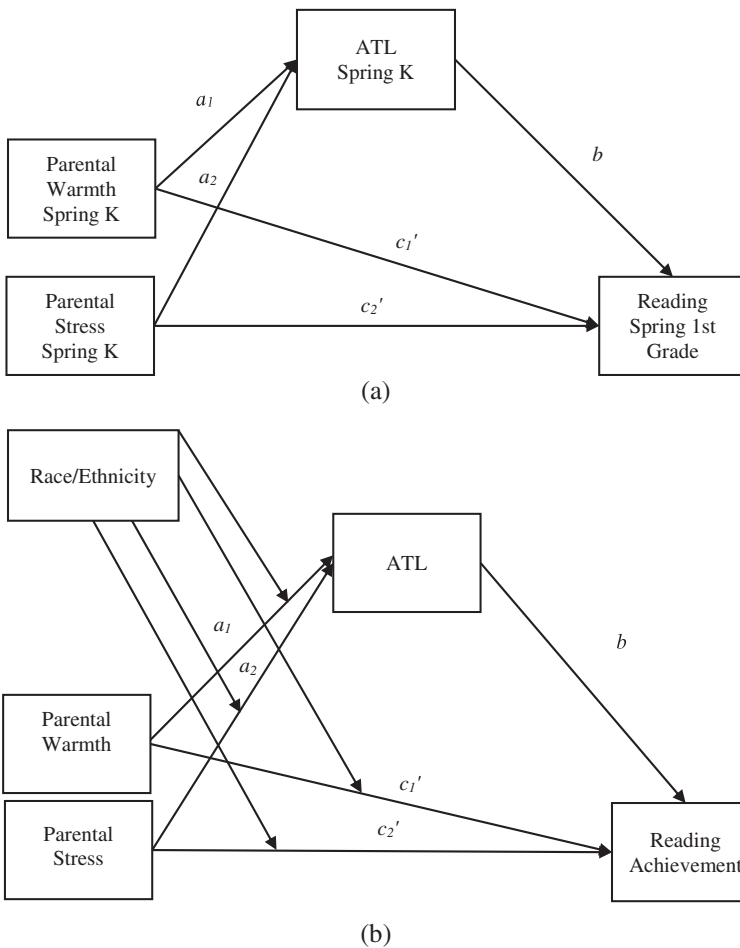 ATL
Spring K
a1
b
Parental
Warmth
Spring K
a2
c1'
Parental
Stress
Spring K
c2'
Reading
Spring 1st
Grade
(a)
Race/Ethnicity
ATL
a1
b
a2
Parental
Warmth
c1'
Parental
Stress
c2'
Reading
Achievement
(b)